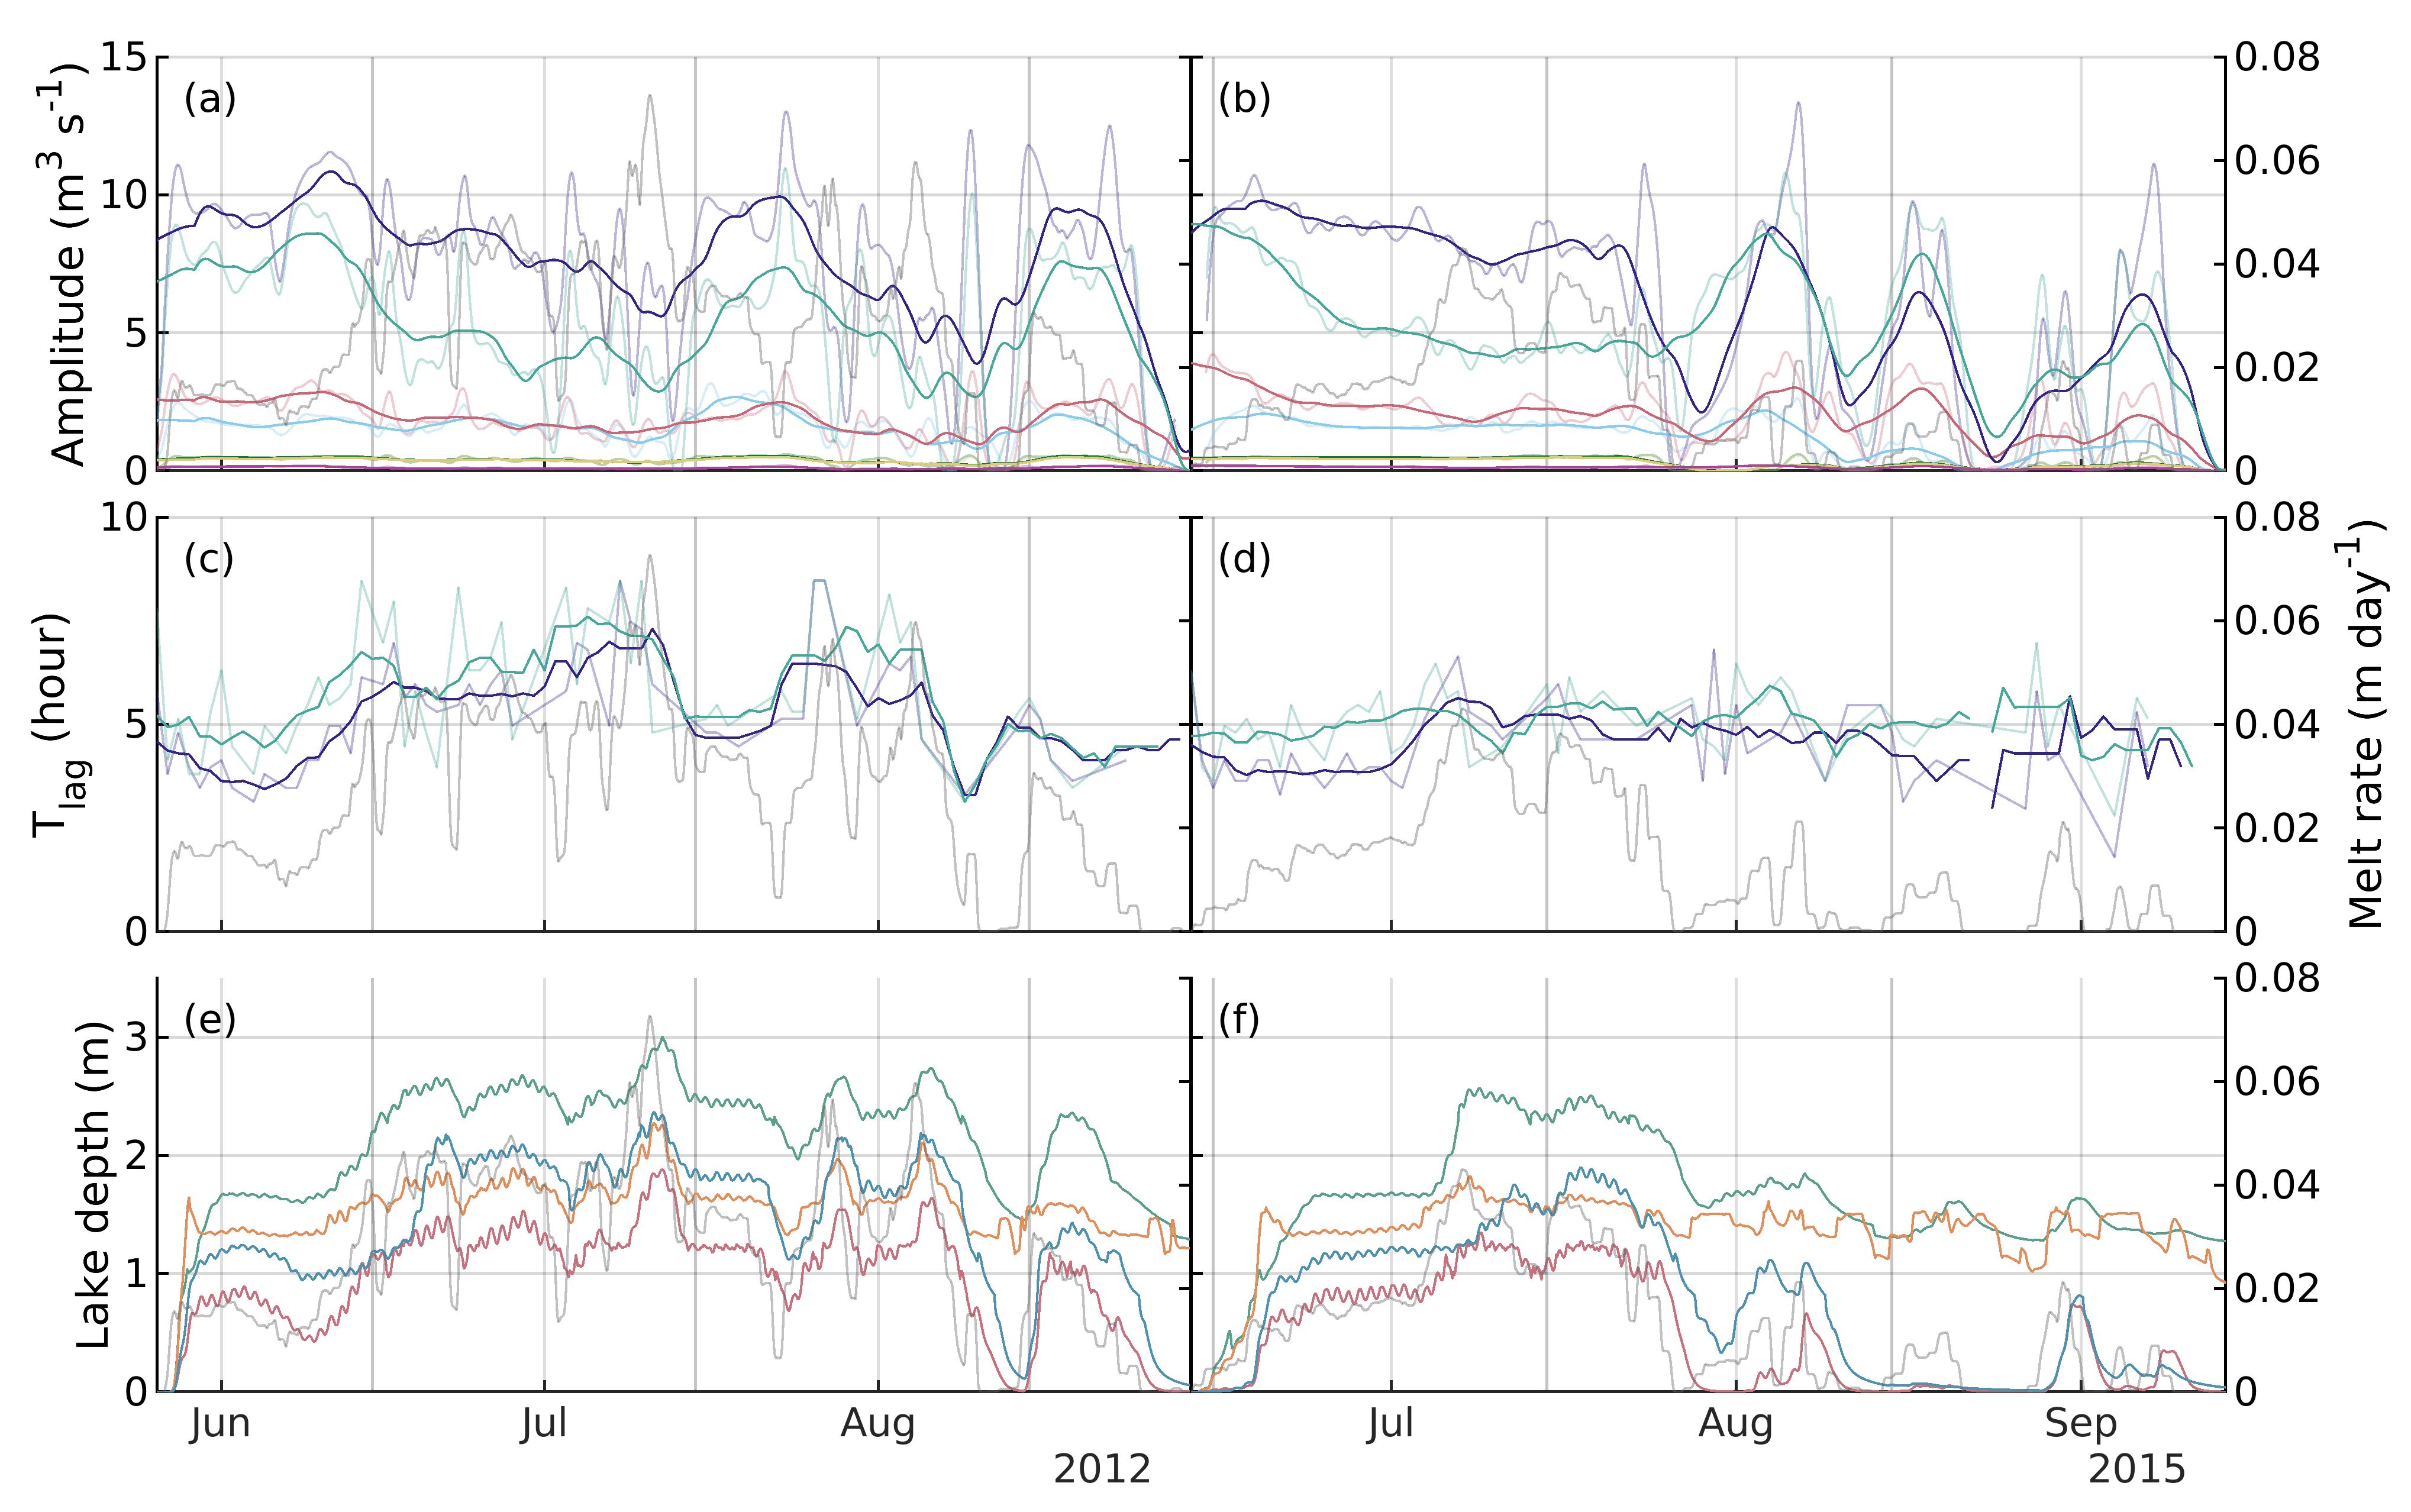 (a)
(b)
Amplitude (m³ s⁻¹)
15
10
5
0
0.08
0.06
0.04
0.02
0
(c)
(d)
T_lag (hour)
10
5
0
0.08
0.06
0.04
0.02
0
Melt rate (m day⁻¹)
(e)
(f)
Lake depth (m)
3
2
1
0
0.08
0.06
0.04
0.02
0
Jun Jul Aug Jul Aug Sep
2012 2015